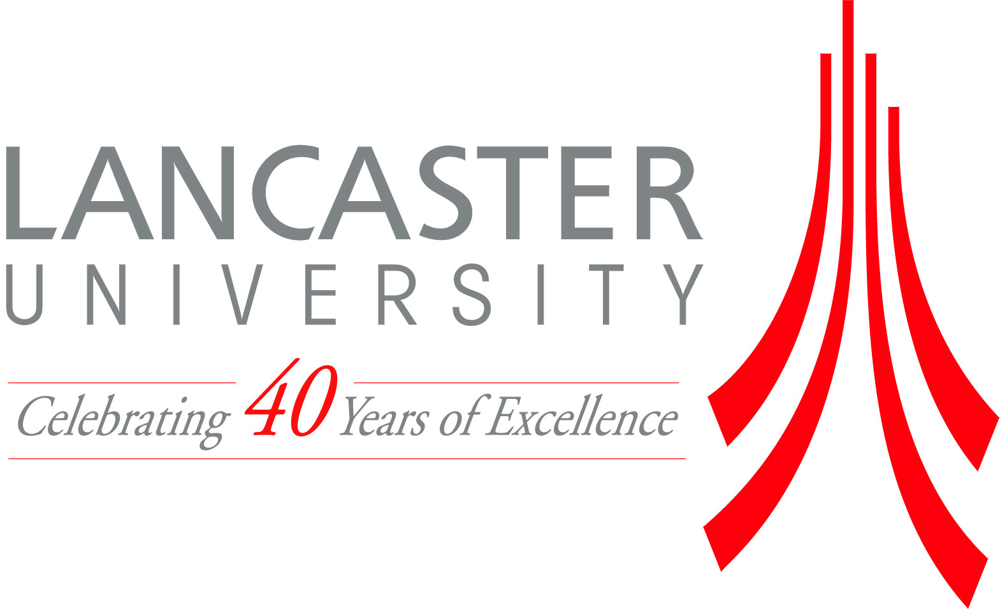 LANCASTER
UNIVERSITY
Celebrating 40 Years of Excellence